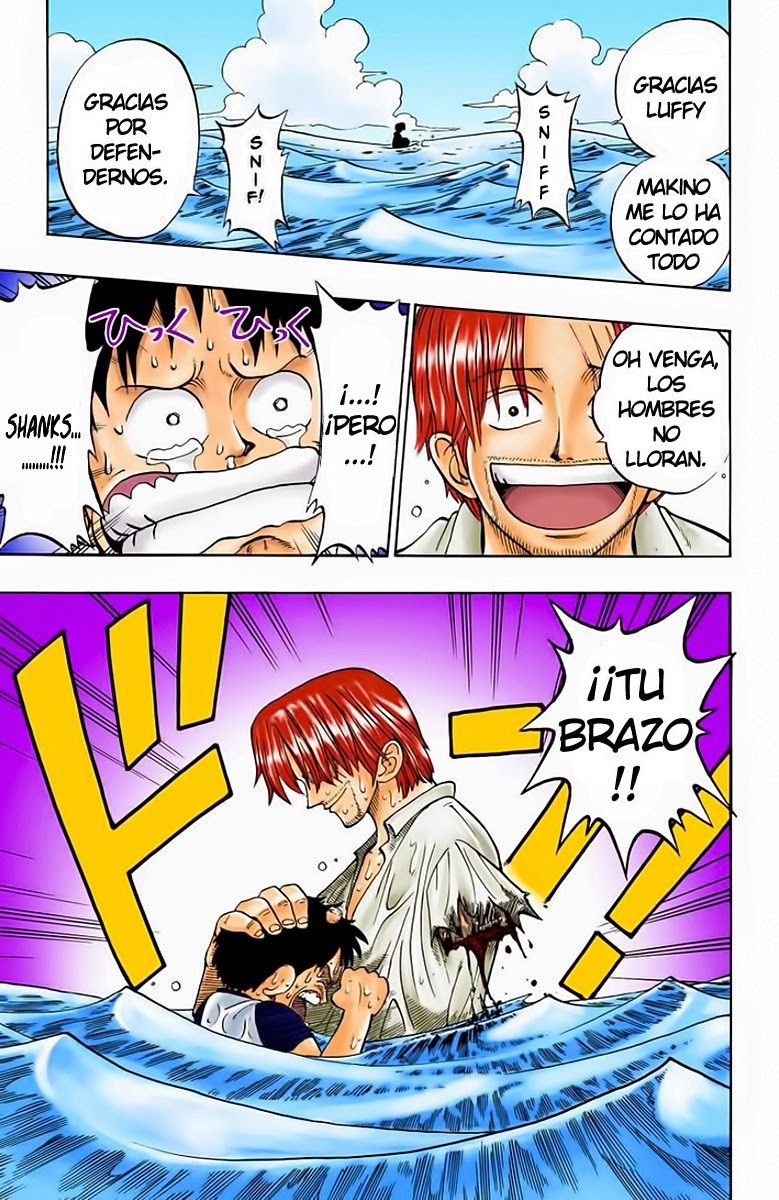 GRACIAS
LUFFY
MAKINO
ME LO HA
CONTADO
TODO
SNIFF
SNIF!
GRACIAS
POR
DEFEN-
DERNOS.
OH VENGA,
LOS
HOMBRES
NO
LLORAN.
¡...!
¡PERO
...!
ひっく
ひっく
SHANKS...
........!!!
¡¡TU
BRAZO
!!
ドン!!